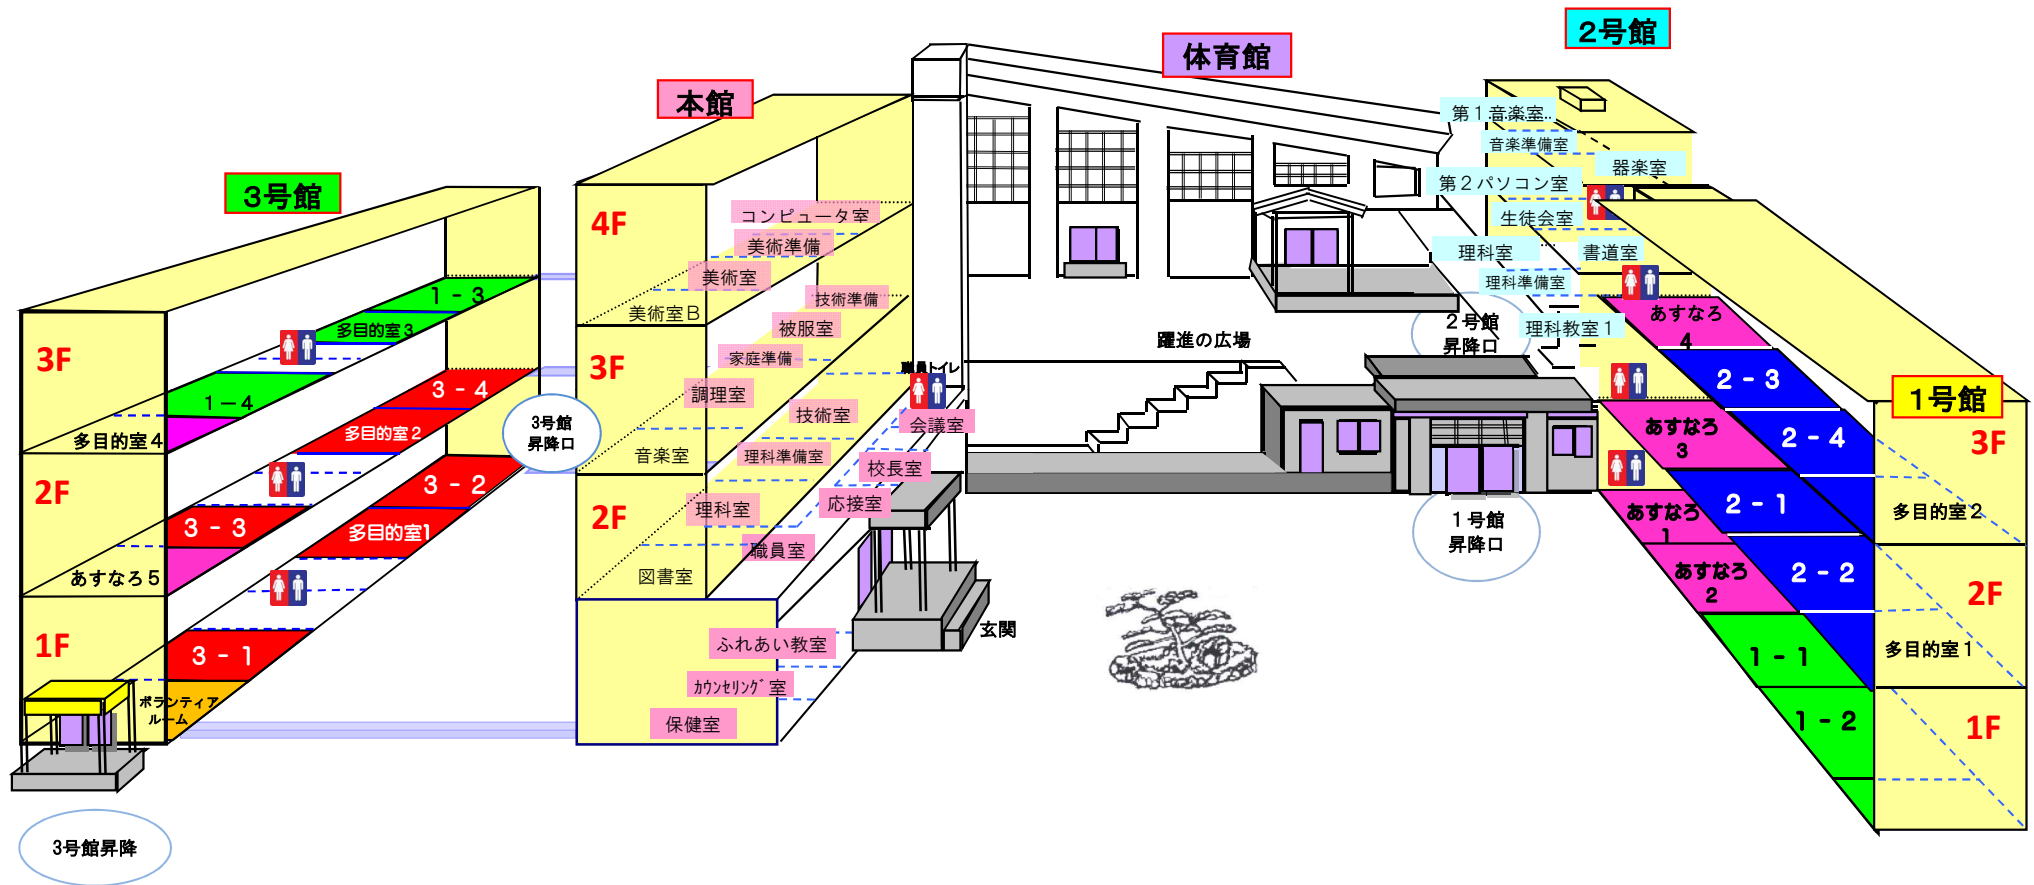 3号館
3F
1-3
多目的室3
1-4
多目的室4
2F
3-4
多目的室2
3-3
あすなろ5
1F
3-2
多目的室1
3-1
ボランティア
ルーム
3号館昇降
3号館
昇降口
本館
4F
コンピュータ室
美術準備
美術室
美術室B
3F
技術準備
被服室
家庭準備
調理室
音楽室
2F
職員トイレ
会議室
技術室
校長室
理科準備室
応接室
理科室
職員室
図書室
ふれあい教室
カウンセリング室
保健室
玄関
体育館
躍進の広場
2号館
第1音楽室
音楽準備室
器楽室
第2パソコン室
生徒会室
理科室
書道室
理科準備室
理科教室1
2号館
昇降口
1号館
昇降口
1号館
3F
あすなろ
4
2-3
2-4
多目的室2
2F
あすなろ
3
2-1
2-2
多目的室1
1F
あすなろ
1
あすなろ
2
1-1
1-2